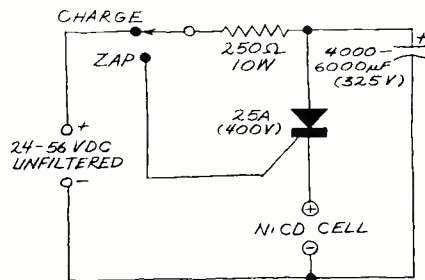 CHARGE
ZAP
250Ω
10W
4000-
6000µF
(325V)
+
25A
(400V)
+
24-56 VDC
UNFILTERED
-
+
NICD CELL
-